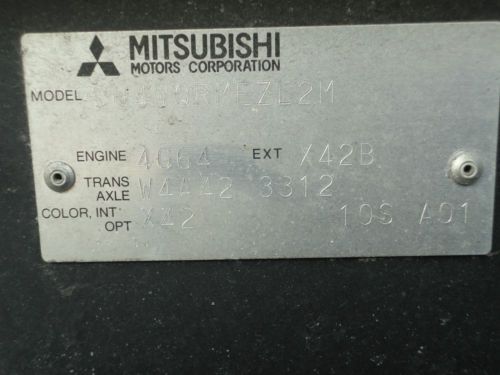 MITSUBISHI
MOTORS CORPORATION
MODEL
ENGINE 4G64 EXT X42B
TRANS AXLE W4A42 3312
COLOR, INT OPT X42 10S A01